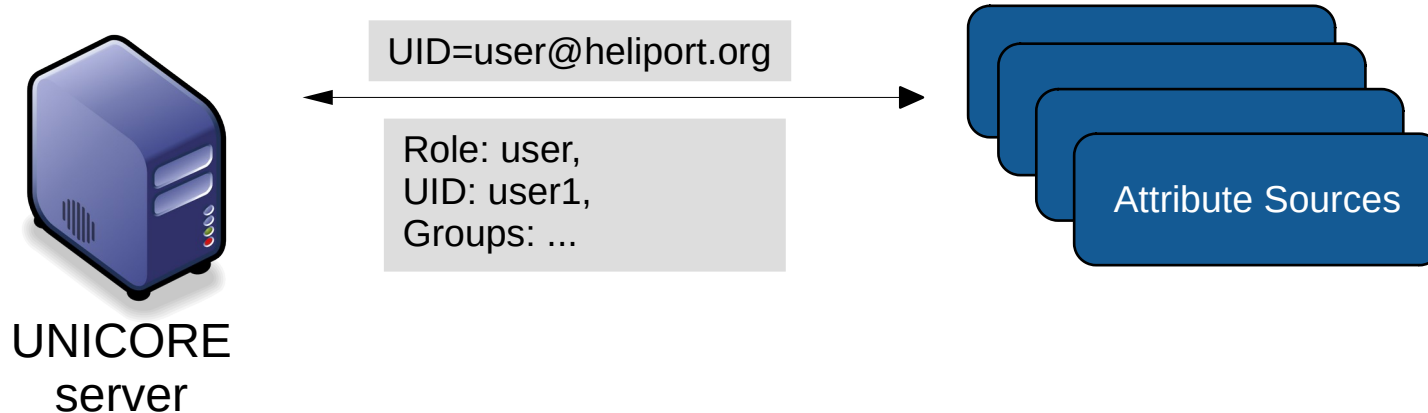 UID=user@heliport.org
Role: user,
UID: user1,
Groups: ...
Attribute Sources
UNICORE
server